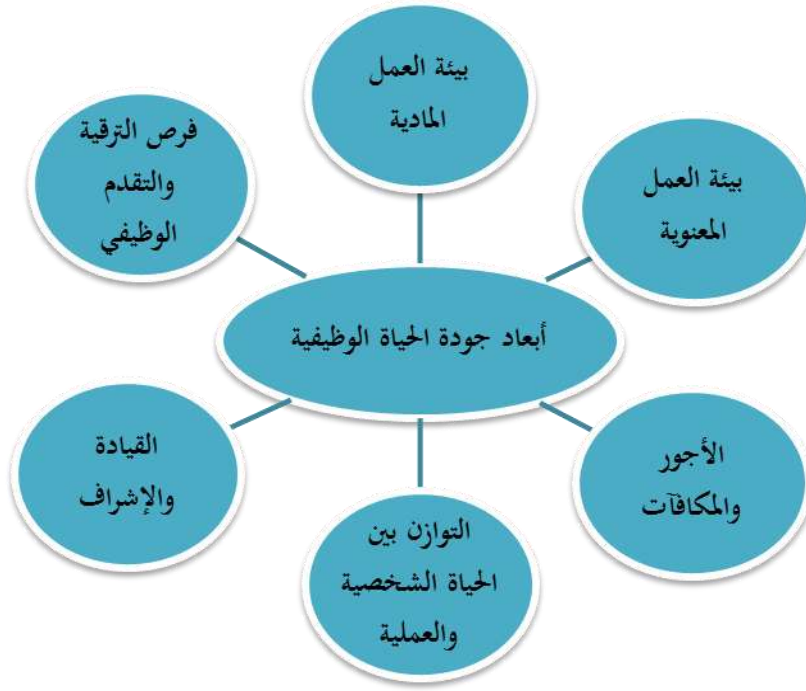 بيئة العمل
المادية
بيئة العمل
المعنوية
فرص الترقية
والتقدم
الوظيفي
أبعاد جودة الحياة الوظيفية
الأجور
والمكافآت
القيادة
والإشراف
التوازن بين
الحياة الشخصية
والعملية